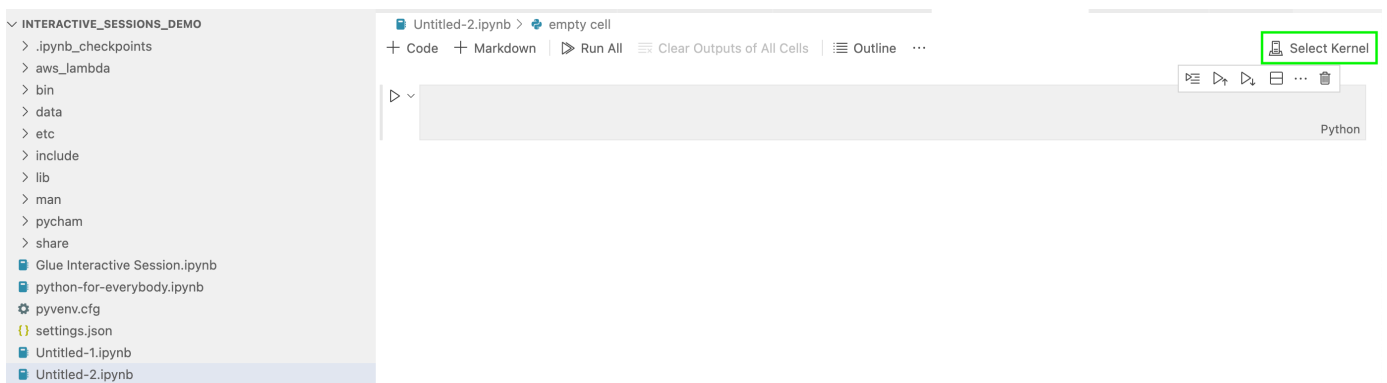 INTERACTIVE_SESSIONS_DEMO
.ipynb_checkpoints
aws_lambda
bin
data
etc
include
lib
man
pycham
share
Glue Interactive Session.ipynb
python-for-everybody.ipynb
pyvenv.cfg
settings.json
Untitled-1.ipynb
Untitled-2.ipynb
Untitled-2.ipynb > empty cell
+ Code + Markdown Run All Clear Outputs of All Cells Outline ... Select Kernel
Python